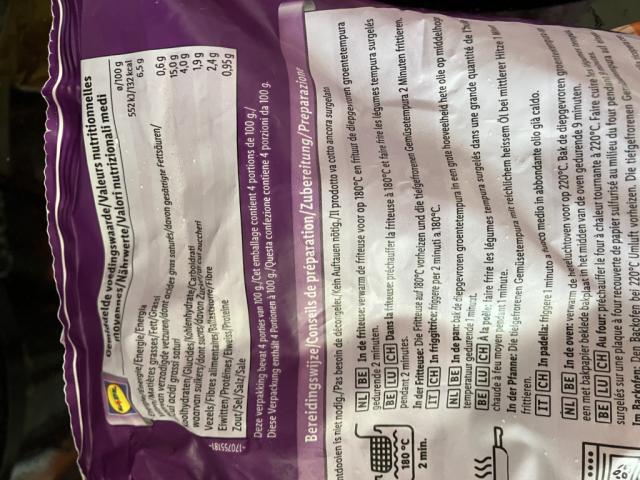 voedingswaarde/Valeurs nutritionnelles
moyennes/Nährwerte/Valori nutrizionali medi
ø/100 g
Energie/Énergie/Energia 552 kJ/132 kcal
Vetten/Matières grasses/Fett/Grassi 6,5 g
waarvan verzadigde vetzuren/dont acides gras saturés/davon gesättigte Fettsäuren/
di cui acidi grassi saturi 0,6 g
Koolhydraten/Glucides/Kohlenhydrate/Carboidrati 15,0 g
waarvan suikers/dont sucres/davon Zucker/di cui zuccheri 4,0 g
Vezels/Fibres alimentaires/Ballaststoffe/Fibre 1,9 g
Eiwitten/Protéines/Eiweiß/Proteine 2,4 g
Zout/Sel/Salz/Sale 0,95 g
-170755181-
Deze verpakking bevat 4 porties van 100 g./Cet emballage contient 4 portions de 100 g./
Diese Verpackung enthält 4 Portionen à 100 g./Questa confezione contiene 4 porzioni da 100 g.
Bereidingswijze/Conseils de préparation/Zubereitung/Preparazione
Ontdooien is niet nodig./Pas besoin de décongeler./Kein Auftauen nötig./Il prodotto va cotto ancora surgelato
NL BE In de friteuse: verwarm de friteuse voor op 180°C en frituur de diepgevroren groentetempura
gedurende 2 minuten.
BE LU CH Dans la friteuse: préchauffer la friteuse à 180°C et faire frire les légumes tempura surgelés
pendant 2 minutes.
In der Fritteuse: Die Fritteuse auf 180°C vorheizen und die tiefgefrorenen Gemüsetempura 2 Minuten fritieren.
IT CH In friggitrice: friggere per 2 minuti a 180°C.
180 °C
2 min.
NL BE In de pan: bak de diepgevroren groentetempura in een grote hoeveelheid hete olie op middelhoge
temperatuur gedurende 1 minuut.
BE LU CH À la poêle: faire frire les légumes tempura surgelés dans une grande quantité de l'huile
chaude à feu moyen pendant 1 minute.
In der Pfanne: Die tiefgefrorenen Gemüsetempura mit reichlichem heissem Öl bei mittlerer Hitze 1 Minute
fritieren.
IT CH In padella: friggere 1 minuto a fuoco medio in abbondante olio già caldo.
NL BE In de oven: verwarm de heteluchtoven voor op 220°C. Bak de diepgevroren groentetempura op
een met bakpapier beklede bakplaat in het midden van de oven gedurende 9 minuten.
BE LU CH Au four: préchauffer le four à chaleur tournante à 220°C. Faire cuire les légumes tempura
surgelés sur une plaque à four recouverte de papier sulfurisé au milieu du four pendant
Im Backofen: Den Backofen auf 220°C Umluft vorheizen. Die tiefgefrorenen